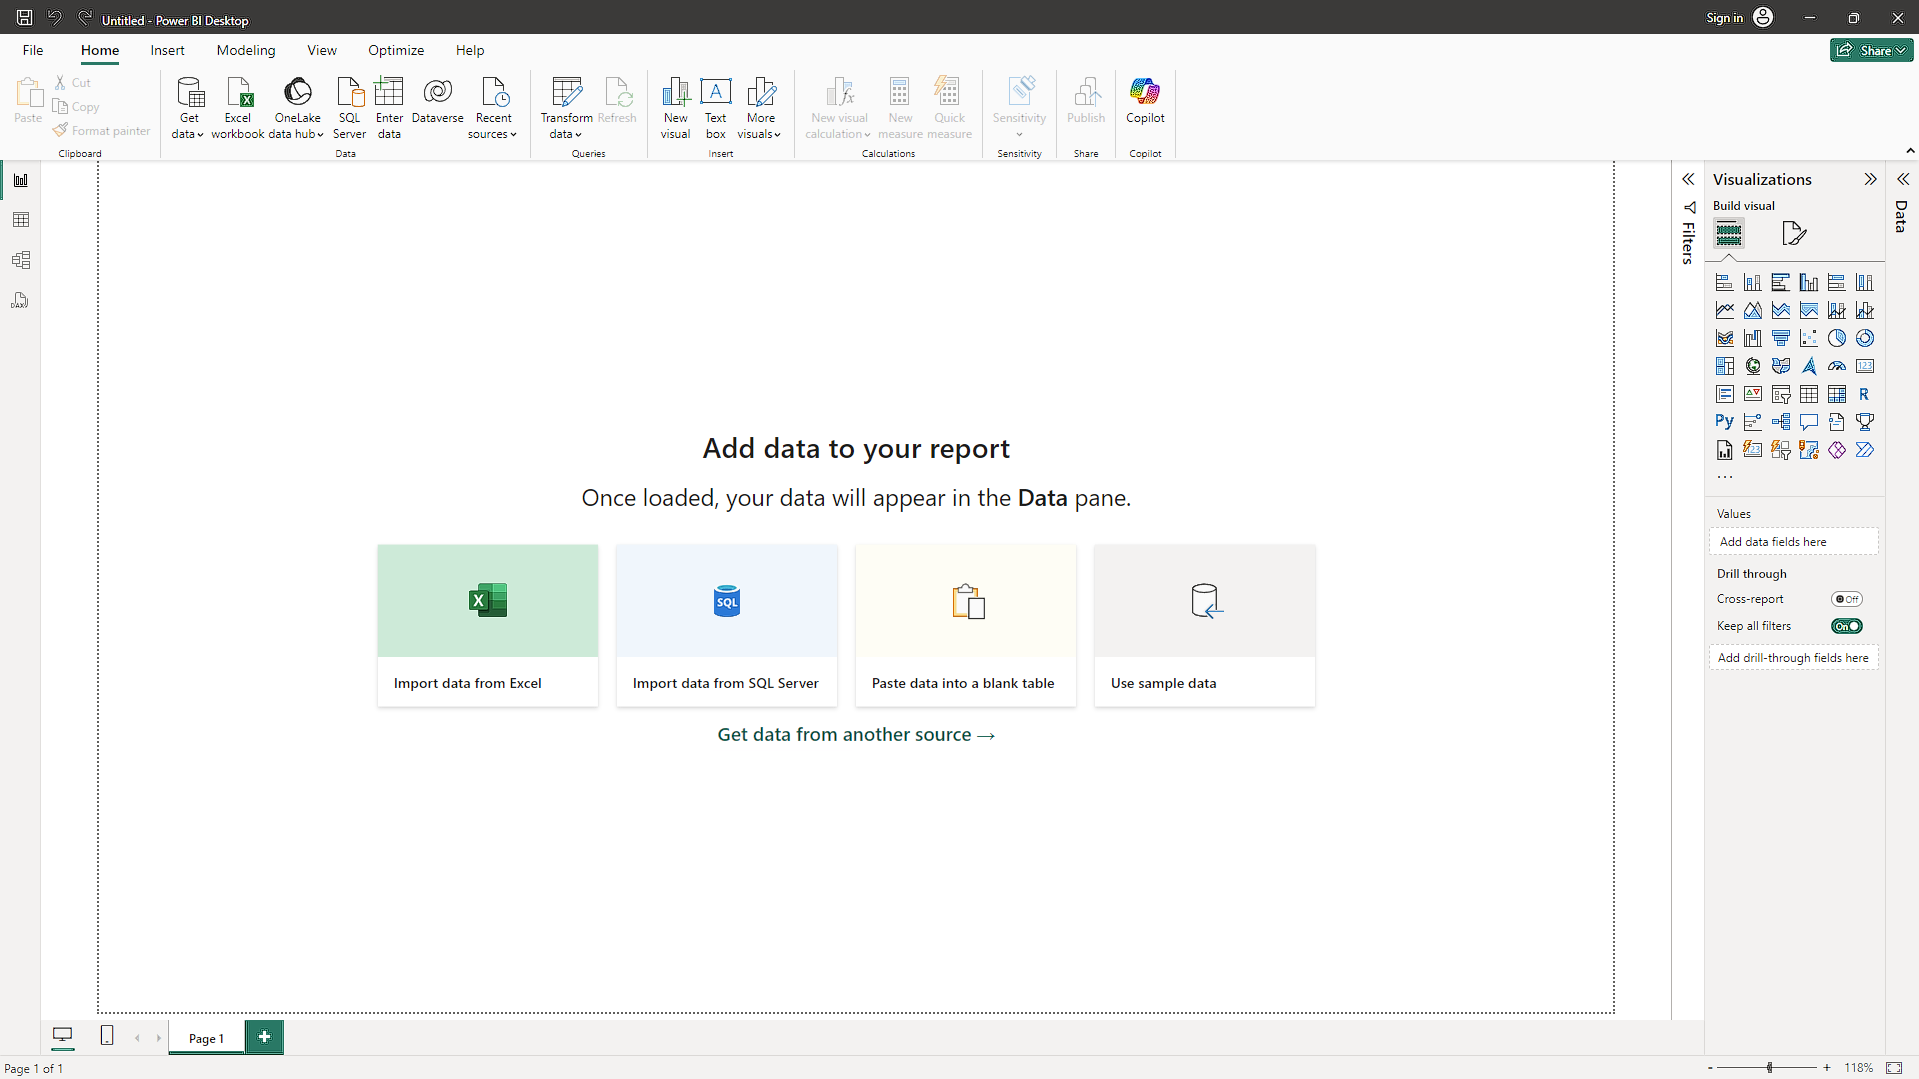 Untitled - Power BI Desktop
Sign in
File
Home
Insert
Modeling
View
Optimize
Help
Share
Paste
Cut
Copy
Format painter
Clipboard
Get
data
Excel
workbook
OneLake
data hub
SQL
Server
Enter
data
Dataverse
Recent
sources
Data
Transform
data
Refresh
Queries
New
visual
Text
box
More
visuals
Insert
New visual
calculation
New
measure
Quick
measure
Calculations
Sensitivity
Sensitivity
Publish
Share
Copilot
Copilot
DAX
Filters
Visualizations
Build visual
Data
123
R
Py
123
...
Values
Add data fields here
Drill through
Cross-report
Off
Keep all filters
On
Add drill-through fields here
Add data to your report
Once loaded, your data will appear in the Data pane.
X
SQL
Import data from Excel
Import data from SQL Server
Paste data into a blank table
Use sample data
Get data from another source →
Page 1
Page 1 of 1
- + 118%